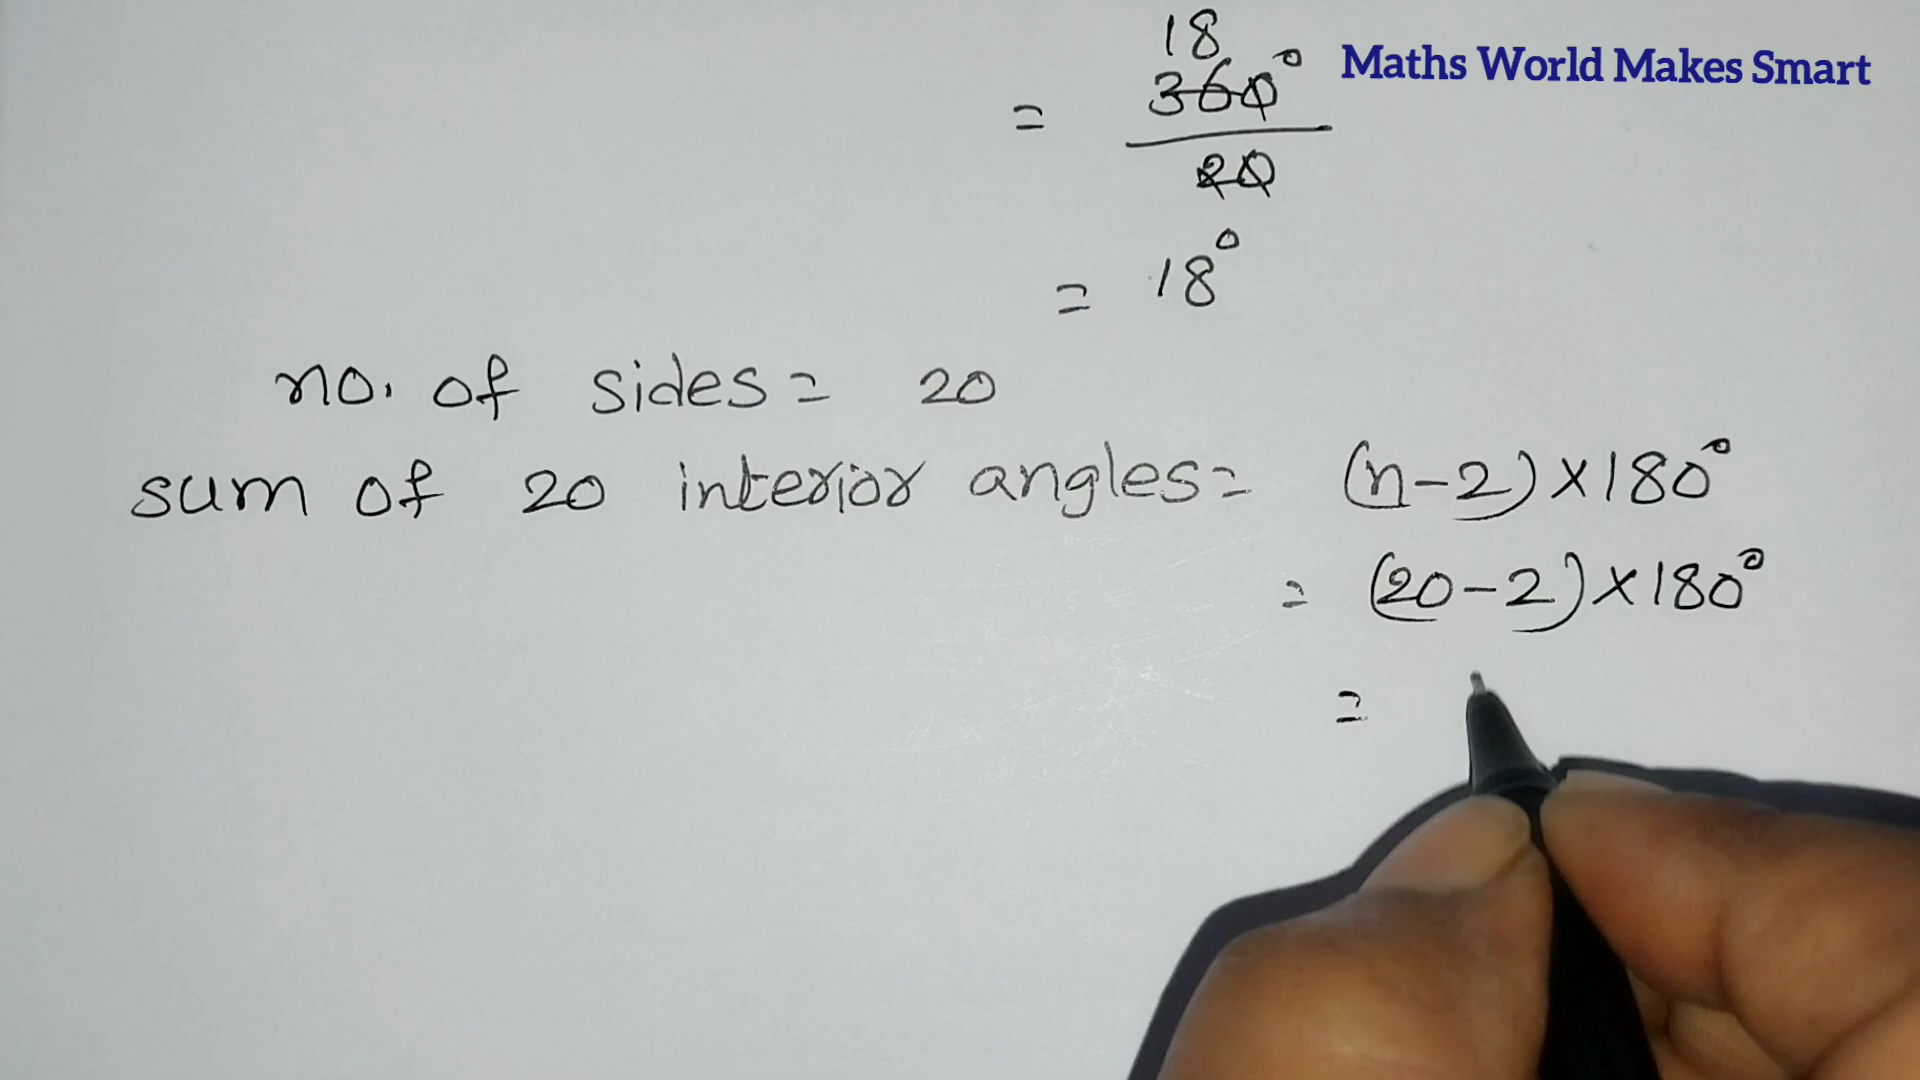 18
Maths World Makes Smart
= 360°
20
= 18°
no. of sides = 20
sum of 20 interior angles = (n-2)×180°
= (20-2)×180°
=